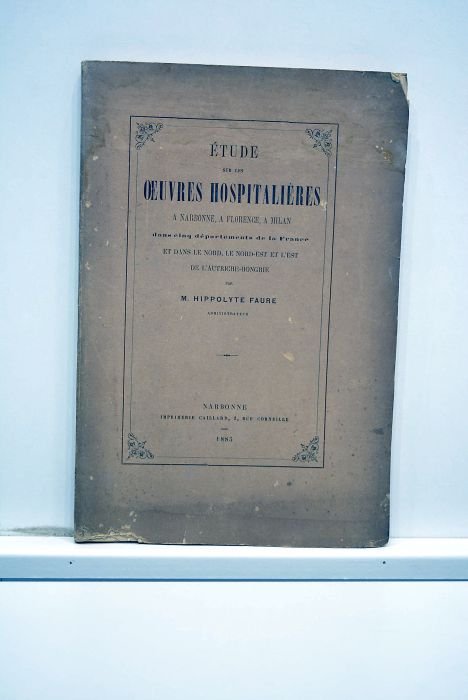 ÉTUDE
SUR LES
ŒUVRES HOSPITALIÈRES
A NARBONNE, A FLORENCE, A MILAN
dans cinq départements de la France
ET DANS LE NORD, LE NORD-EST ET L'EST
DE L'AUTRICHE-HONGRIE
PAR
M. HIPPOLYTE FAURE
ADMINISTRATEUR
NARBONNE
IMPRIMERIE CAILLARD, 2, RUE CORNEILLE
1885